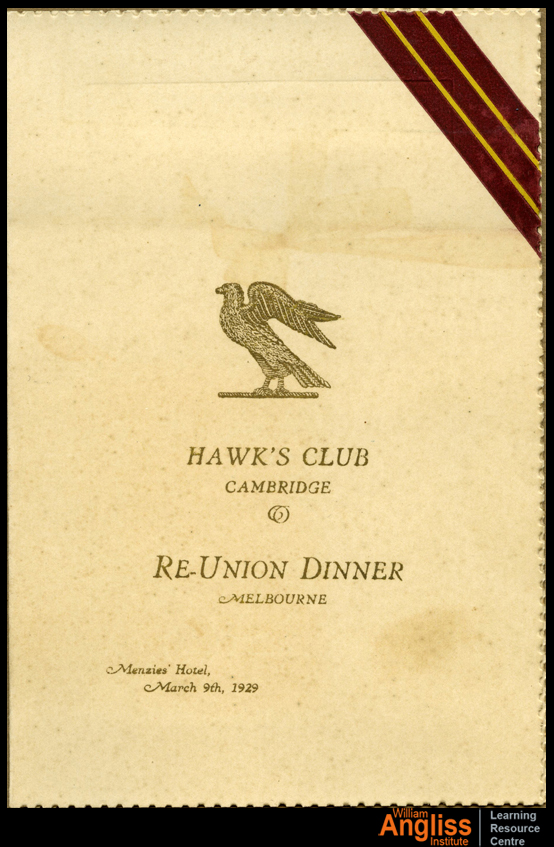 HAWK'S CLUB
CAMBRIDGE
RE-UNION DINNER
MELBOURNE
Menzies' Hotel,
March 9th, 1929
William
Angliss
Institute
Learning
Resource
Centre